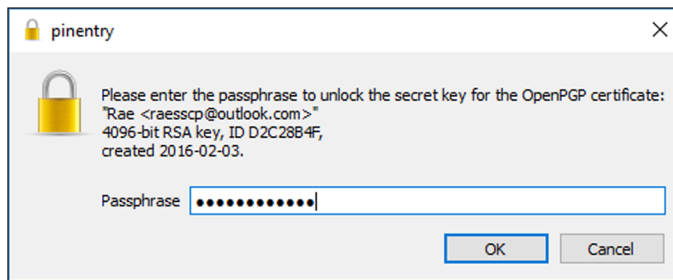 pinentry
Please enter the passphrase to unlock the secret key for the OpenPGP certificate:
"Rae <raesscp@outlook.com>"
4096-bit RSA key, ID D2C28B4F,
created 2016-02-03.
Passphrase ●●●●●●●●●●●●
OK Cancel